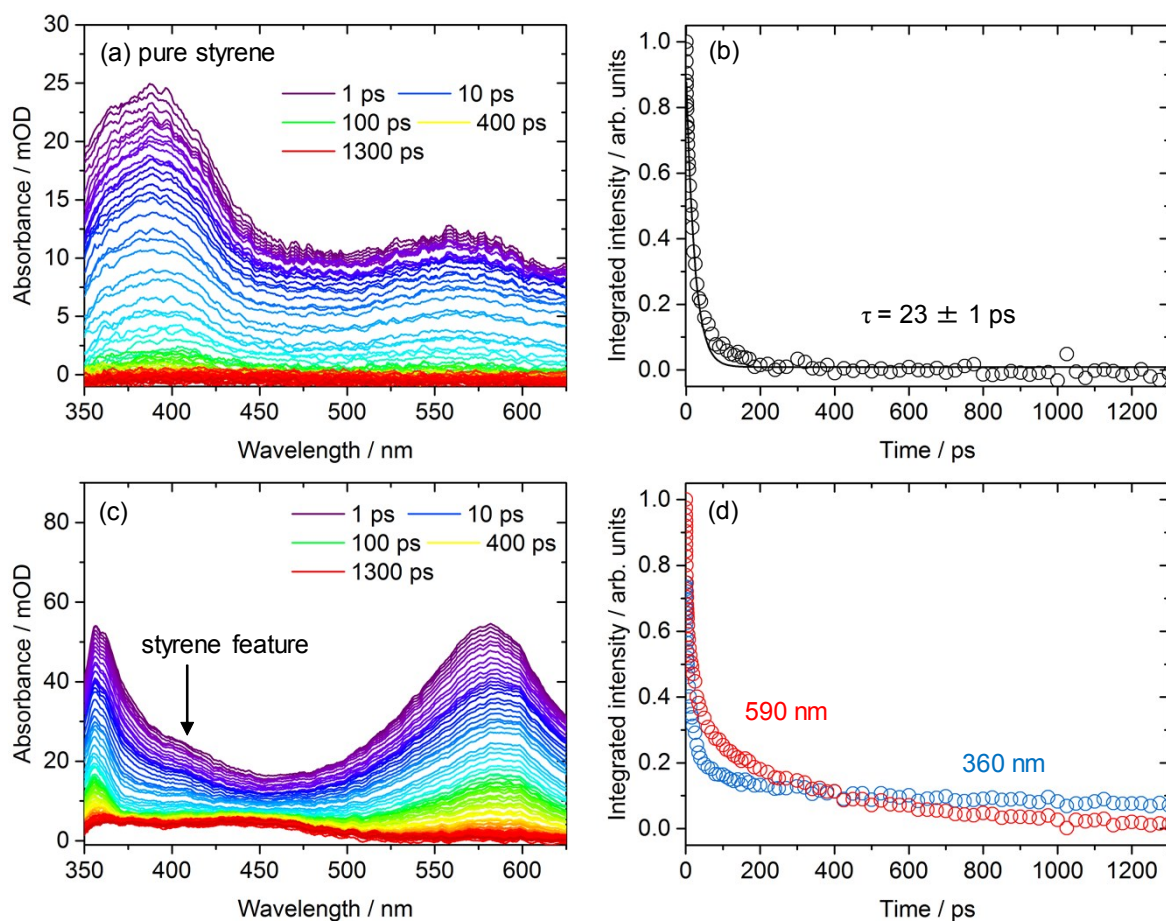 (a) pure styrene
1 ps 10 ps
100 ps 400 ps
1300 ps
Absorbance / mOD
30
25
20
15
10
5
0
350 400 450 500 550 600
Wavelength / nm
(b)
τ = 23 ± 1 ps
Integrated intensity / arb. units
1.0
0.8
0.6
0.4
0.2
0.0
0 200 400 600 800 1000 1200
Time / ps
(c)
1 ps 10 ps
100 ps 400 ps
1300 ps
styrene feature
Absorbance / mOD
80
60
40
20
0
350 400 450 500 550 600
Wavelength / nm
(d)
590 nm
360 nm
Integrated intensity / arb. units
1.0
0.8
0.6
0.4
0.2
0.0
0 200 400 600 800 1000 1200
Time / ps